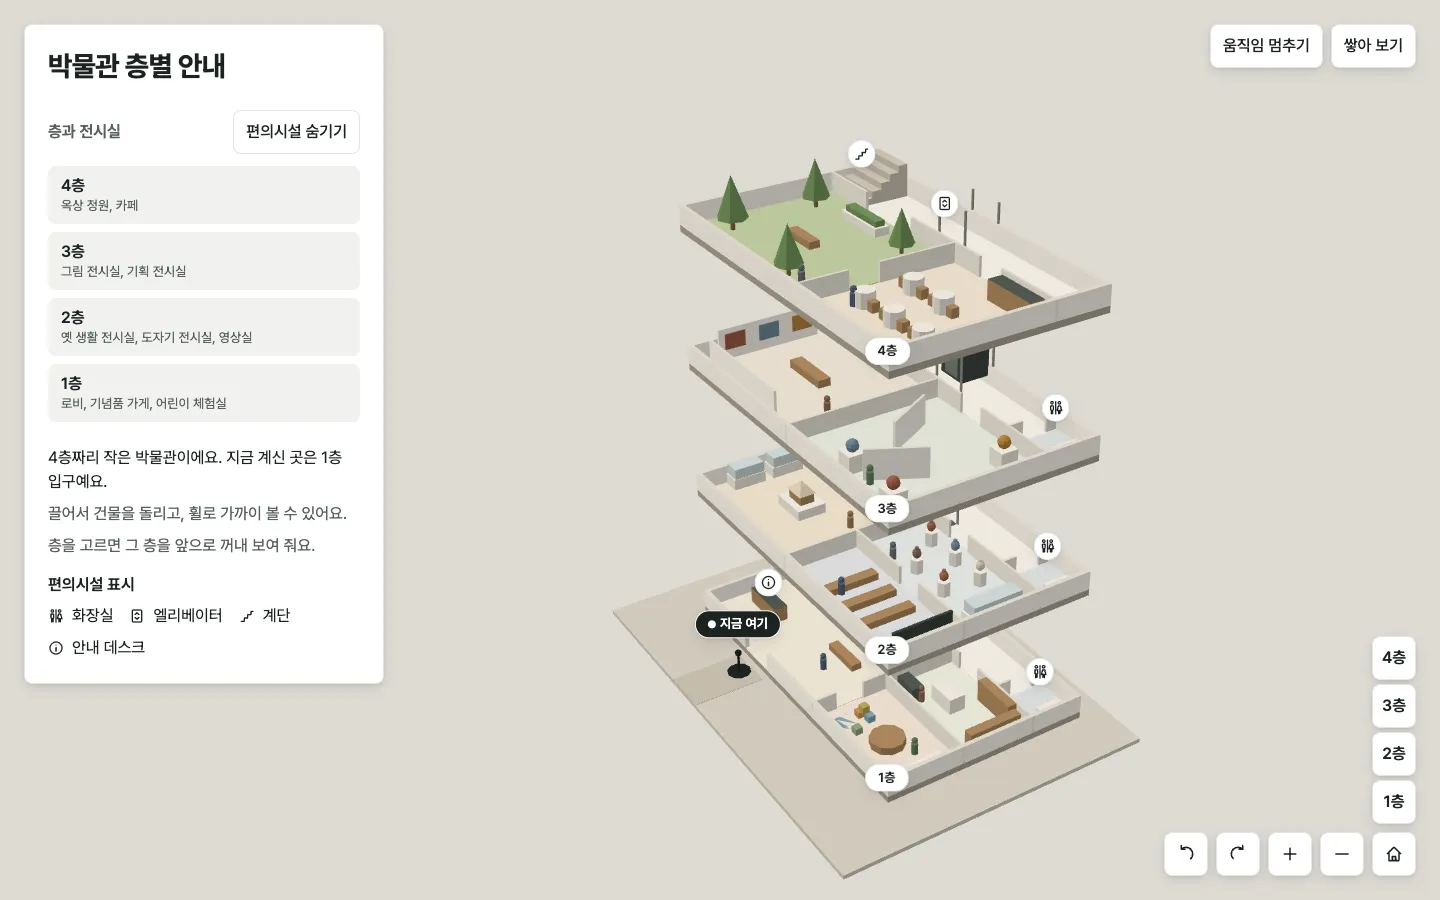 박물관 층별 안내
층과 전시실
편의시설 숨기기
4층
옥상 정원, 카페
3층
그림 전시실, 기획 전시실
2층
옛 생활 전시실, 도자기 전시실, 영상실
1층
로비, 기념품 가게, 어린이 체험실
4층짜리 작은 박물관이에요. 지금 계신 곳은 1층
입구예요.
끌어서 건물을 돌리고, 휠로 가까이 볼 수 있어요.
층을 고르면 그 층을 앞으로 꺼내 보여 줘요.
편의시설 표시
화장실
엘리베이터
계단
안내 데스크
움직임 멈추기
쌓아 보기
4층
3층
지금 여기
2층
1층
4층
3층
2층
1층